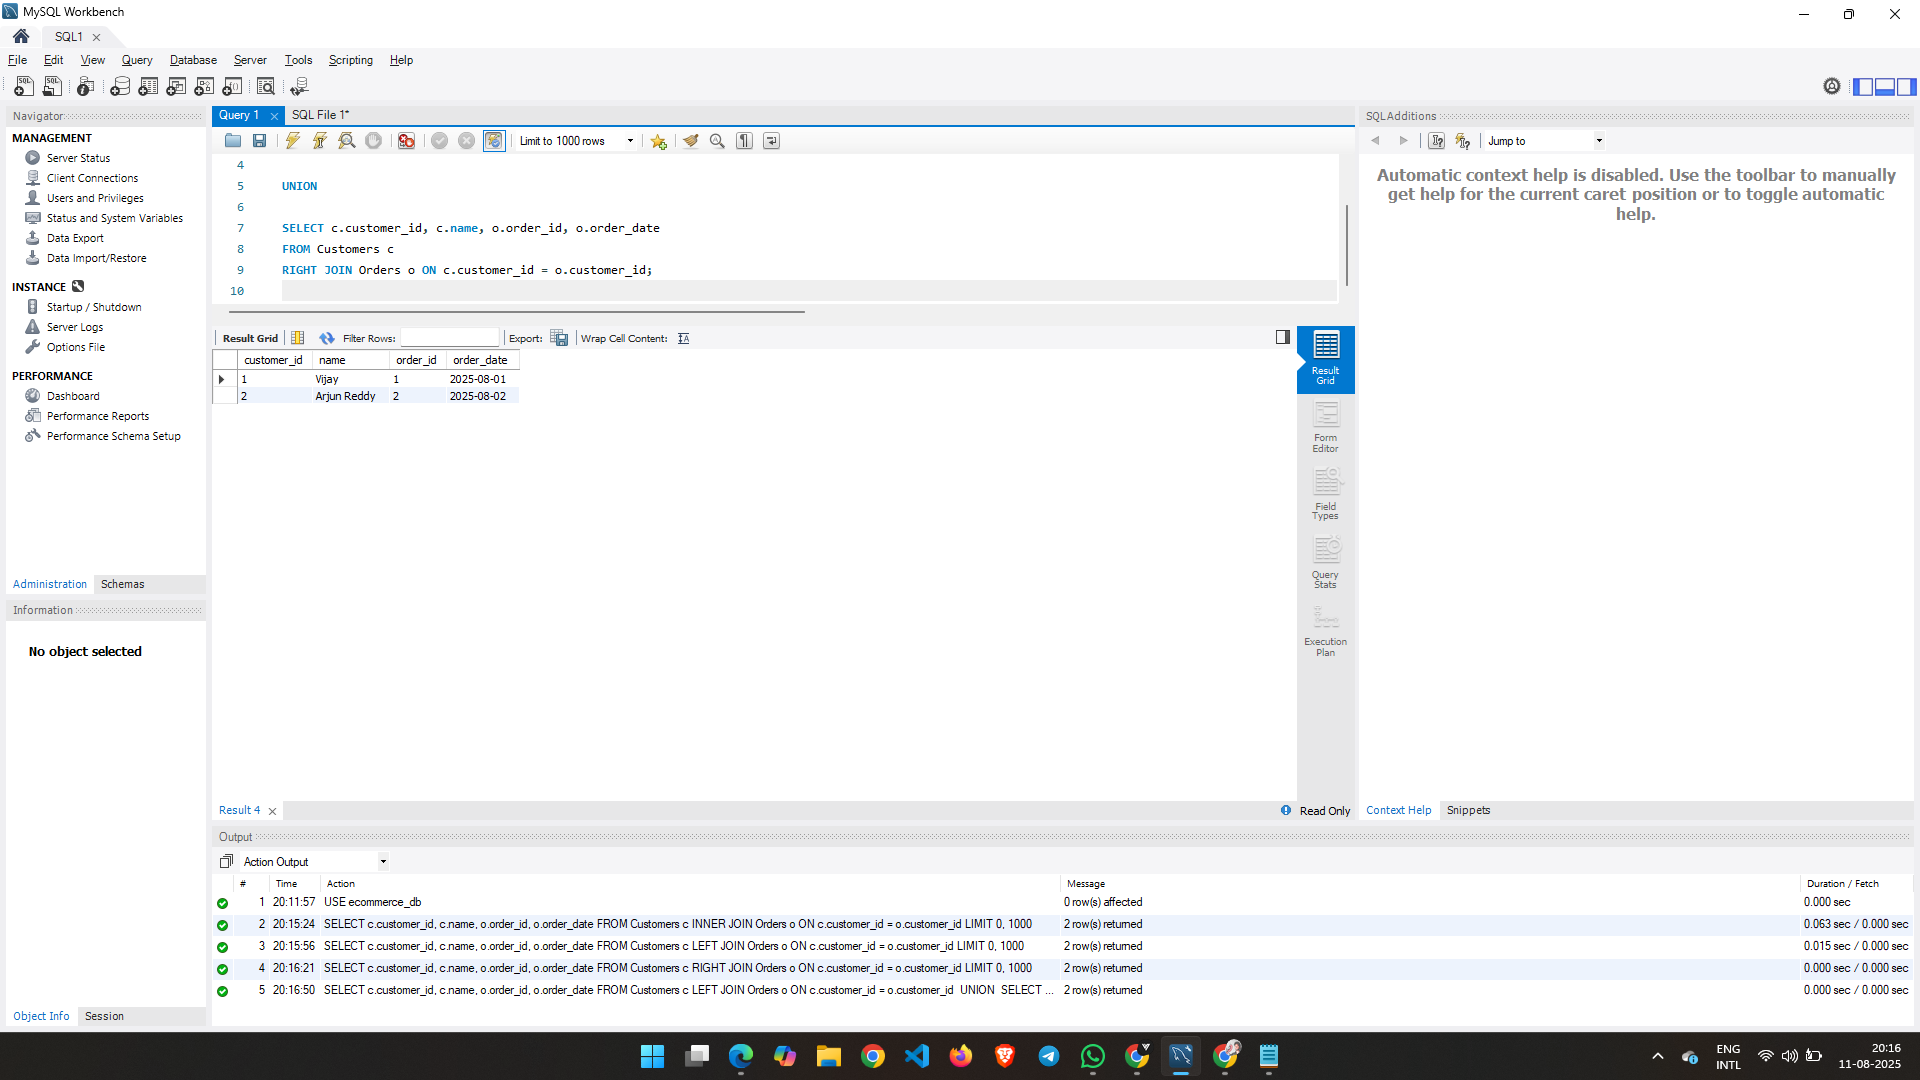 MySQL Workbench
SQL1
File Edit View Query Database Server Tools Scripting Help
Navigator
MANAGEMENT
Server Status
Client Connections
Users and Privileges
Status and System Variables
Data Export
Data Import/Restore
INSTANCE
Startup / Shutdown
Server Logs
Options File
PERFORMANCE
Dashboard
Performance Reports
Performance Schema Setup
Administration Schemas
Information
No object selected
Object Info Session
Query 1 SQL File 1*
Limit to 1000 rows
4
5 UNION
6
7 SELECT c.customer_id, c.name, o.order_id, o.order_date
8 FROM Customers c
9 RIGHT JOIN Orders o ON c.customer_id = o.customer_id;
10
Result Grid Filter Rows: Export: Wrap Cell Content:
customer_id name order_id order_date
1 Vijay 1 2025-08-01
2 Arjun Reddy 2 2025-08-02
Result
Grid
Form
Editor
Field
Types
Query
Stats
Execution
Plan
Result 4 Read Only
SQLAdditions
Jump to
Automatic context help is disabled. Use the toolbar to manually
get help for the current caret position or to toggle automatic
help.
Context Help Snippets
Output
Action Output
# Time Action Message Duration / Fetch
1 20:11:57 USE ecommerce_db 0 row(s) affected 0.000 sec
2 20:15:24 SELECT c.customer_id, c.name, o.order_id, o.order_date FROM Customers c INNER JOIN Orders o ON c.customer_id = o.customer_id LIMIT 0, 1000 2 row(s) returned 0.063 sec / 0.000 sec
3 20:15:56 SELECT c.customer_id, c.name, o.order_id, o.order_date FROM Customers c LEFT JOIN Orders o ON c.customer_id = o.customer_id LIMIT 0, 1000 2 row(s) returned 0.015 sec / 0.000 sec
4 20:16:21 SELECT c.customer_id, c.name, o.order_id, o.order_date FROM Customers c RIGHT JOIN Orders o ON c.customer_id = o.customer_id LIMIT 0, 1000 2 row(s) returned 0.000 sec / 0.000 sec
5 20:16:50 SELECT c.customer_id, c.name, o.order_id, o.order_date FROM Customers c LEFT JOIN Orders o ON c.customer_id = o.customer_id UNION SELECT ... 2 row(s) returned 0.000 sec / 0.000 sec
ENG
INTL
20:16
11-08-2025